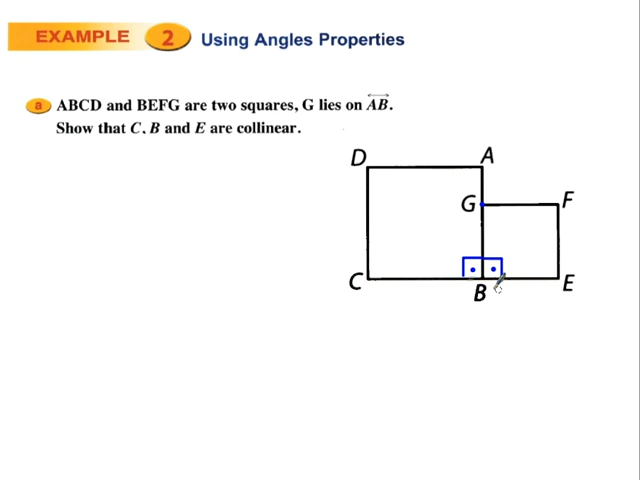 EXAMPLE 2 Using Angles Properties
a ABCD and BEFG are two squares, G lies on AB.
Show that C, B and E are collinear.
D A
G F
C B E